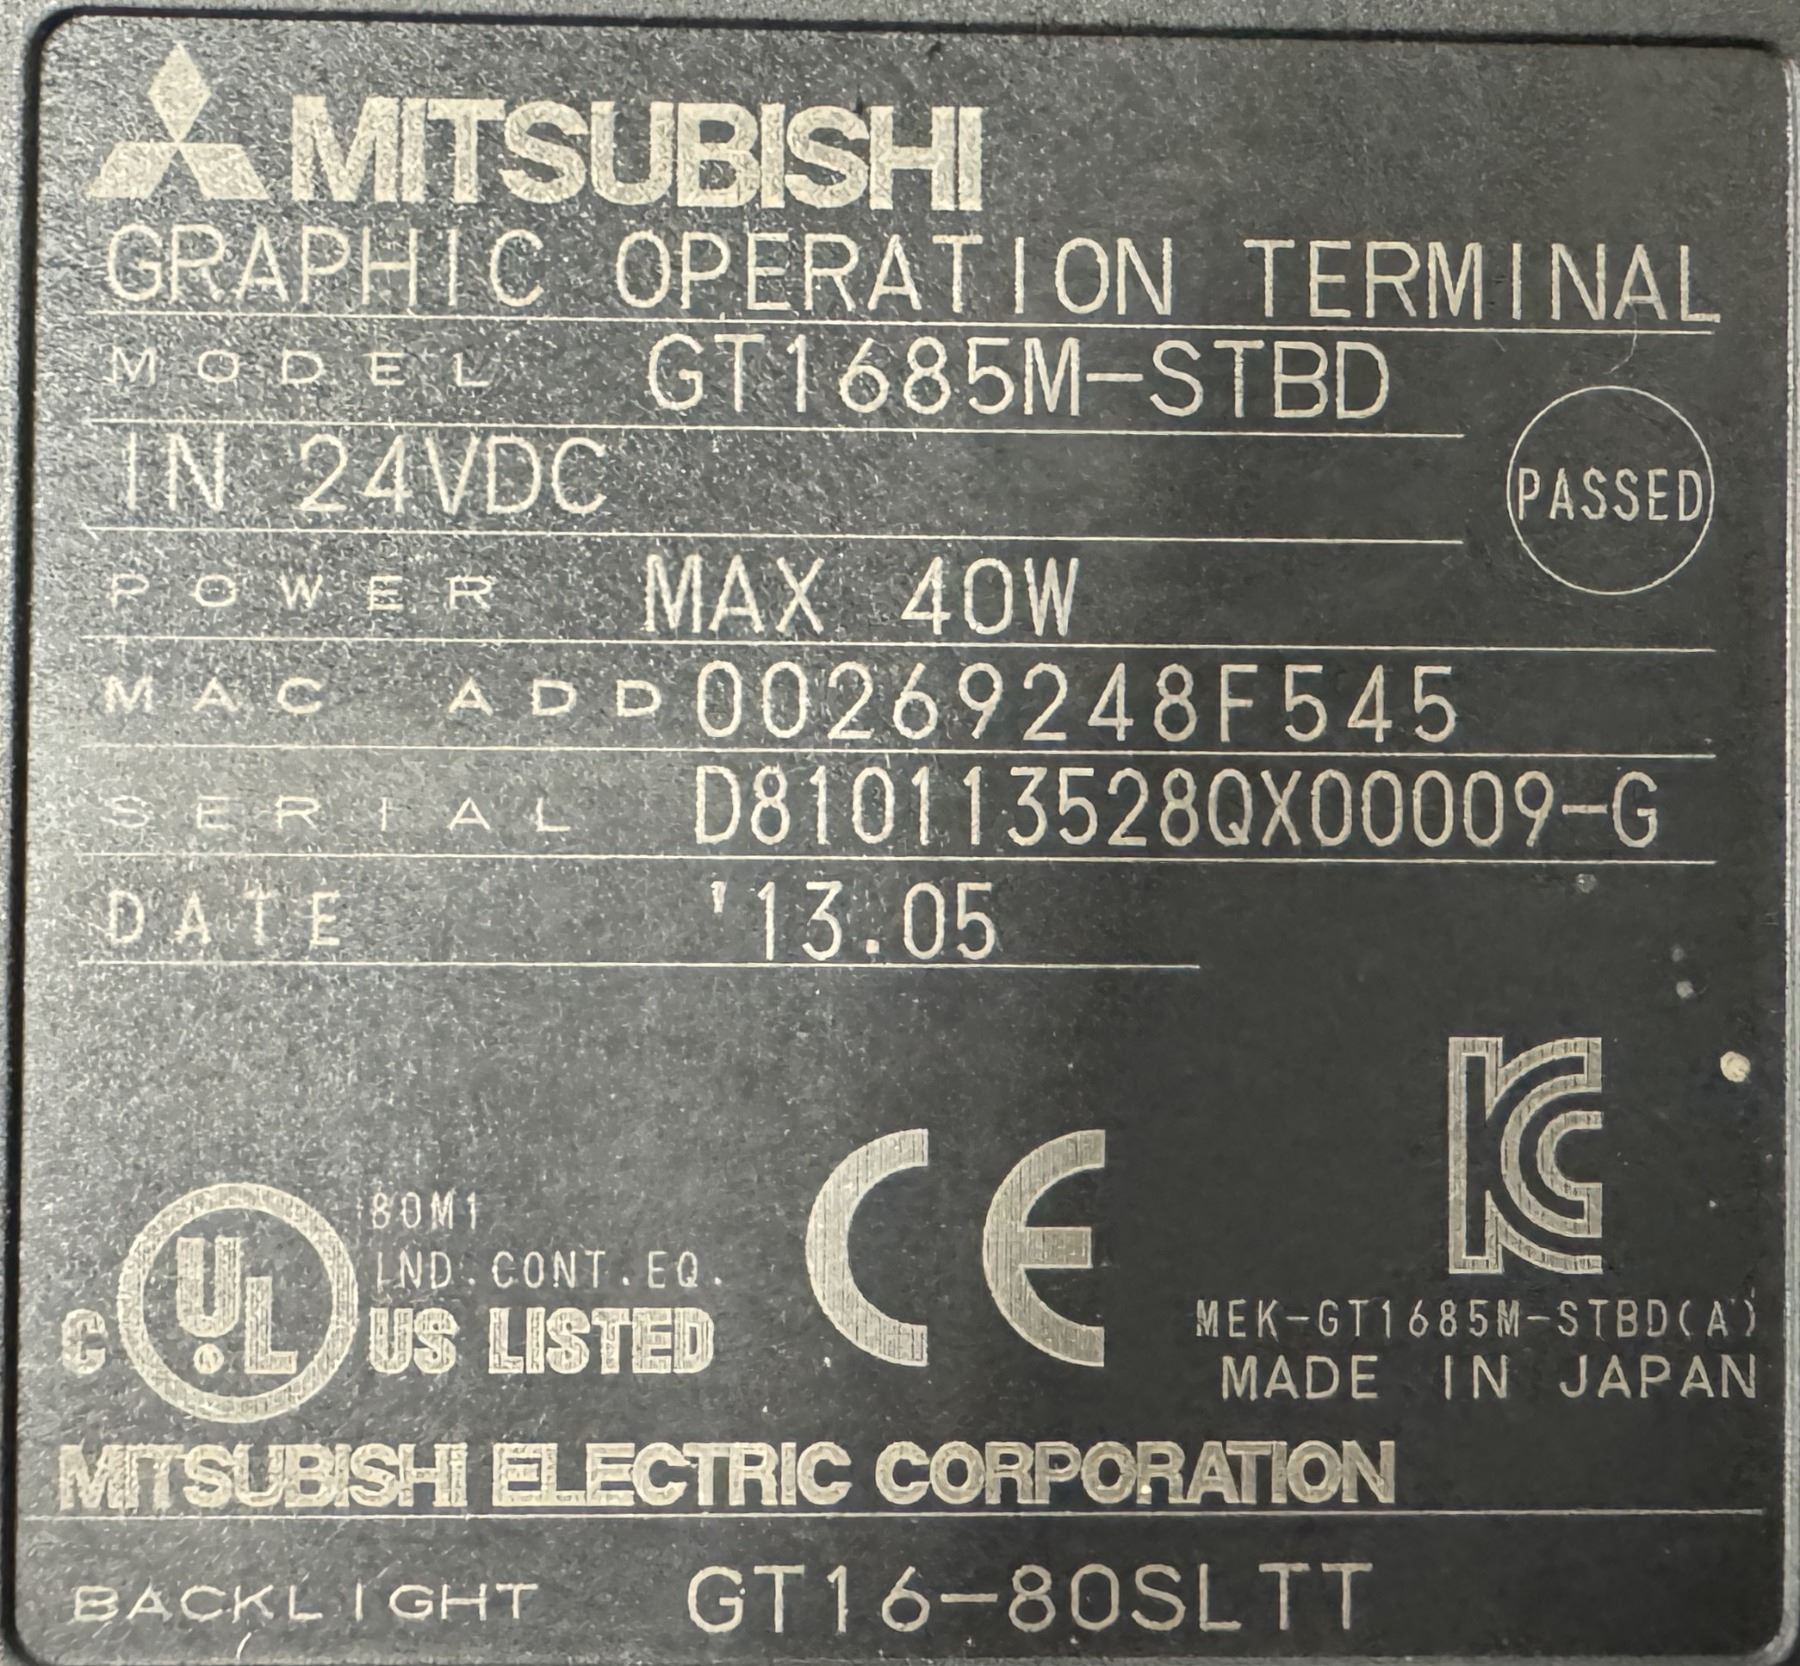 MITSUBISHI
GRAPHIC OPERATION TERMINAL
MODEL GT1685M-STBD
IN 24VDC
PASSED
POWER MAX 40W
MAC ADD 00269248F545
SERIAL D810113528QX00009-G
DATE '13.05
KC
80M1
IND.CONT.EQ.
C UL US LISTED
CE
MEK-GT1685M-STBD(A)
MADE IN JAPAN
MITSUBISHI ELECTRIC CORPORATION
BACKLIGHT GT16-80SLTT